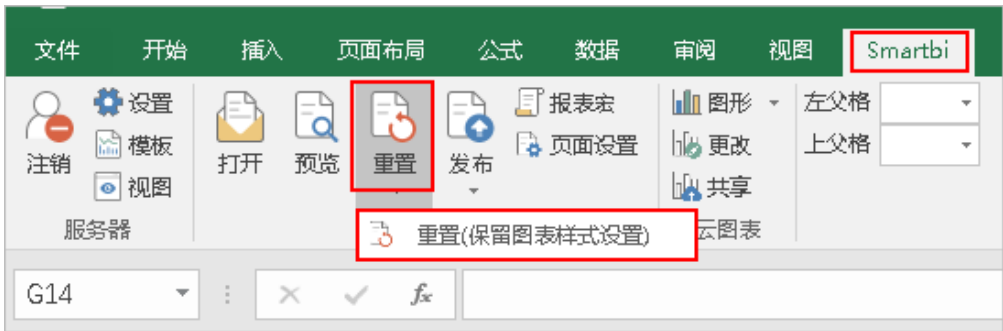 文件 开始 插入 页面布局 公式 数据 审阅 视图 Smartbi
注销 设置 模板 视图
打开 预览 重置 发布 报表宏 页面设置
图形 更改 共享
左父格
上父格
服务器 云图表
重置(保留图表样式设置)
G14 fx